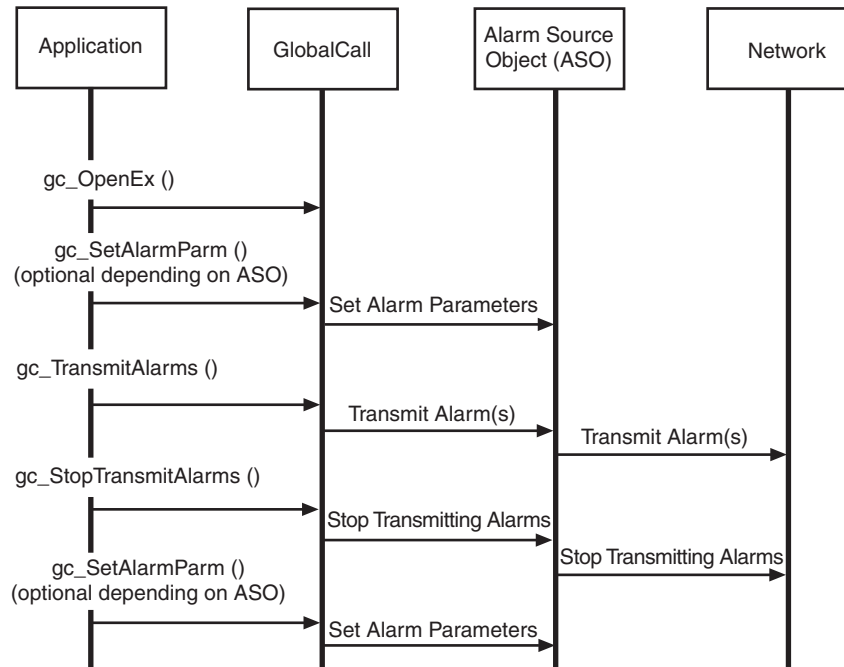 Application
GlobalCall
Alarm Source
Object (ASO)
Network
gc_OpenEx ()
gc_SetAlarmParm ()
(optional depending on ASO)
Set Alarm Parameters
gc_TransmitAlarms ()
Transmit Alarm(s)
Transmit Alarm(s)
gc_StopTransmitAlarms ()
Stop Transmitting Alarms
Stop Transmitting Alarms
gc_SetAlarmParm ()
(optional depending on ASO)
Set Alarm Parameters